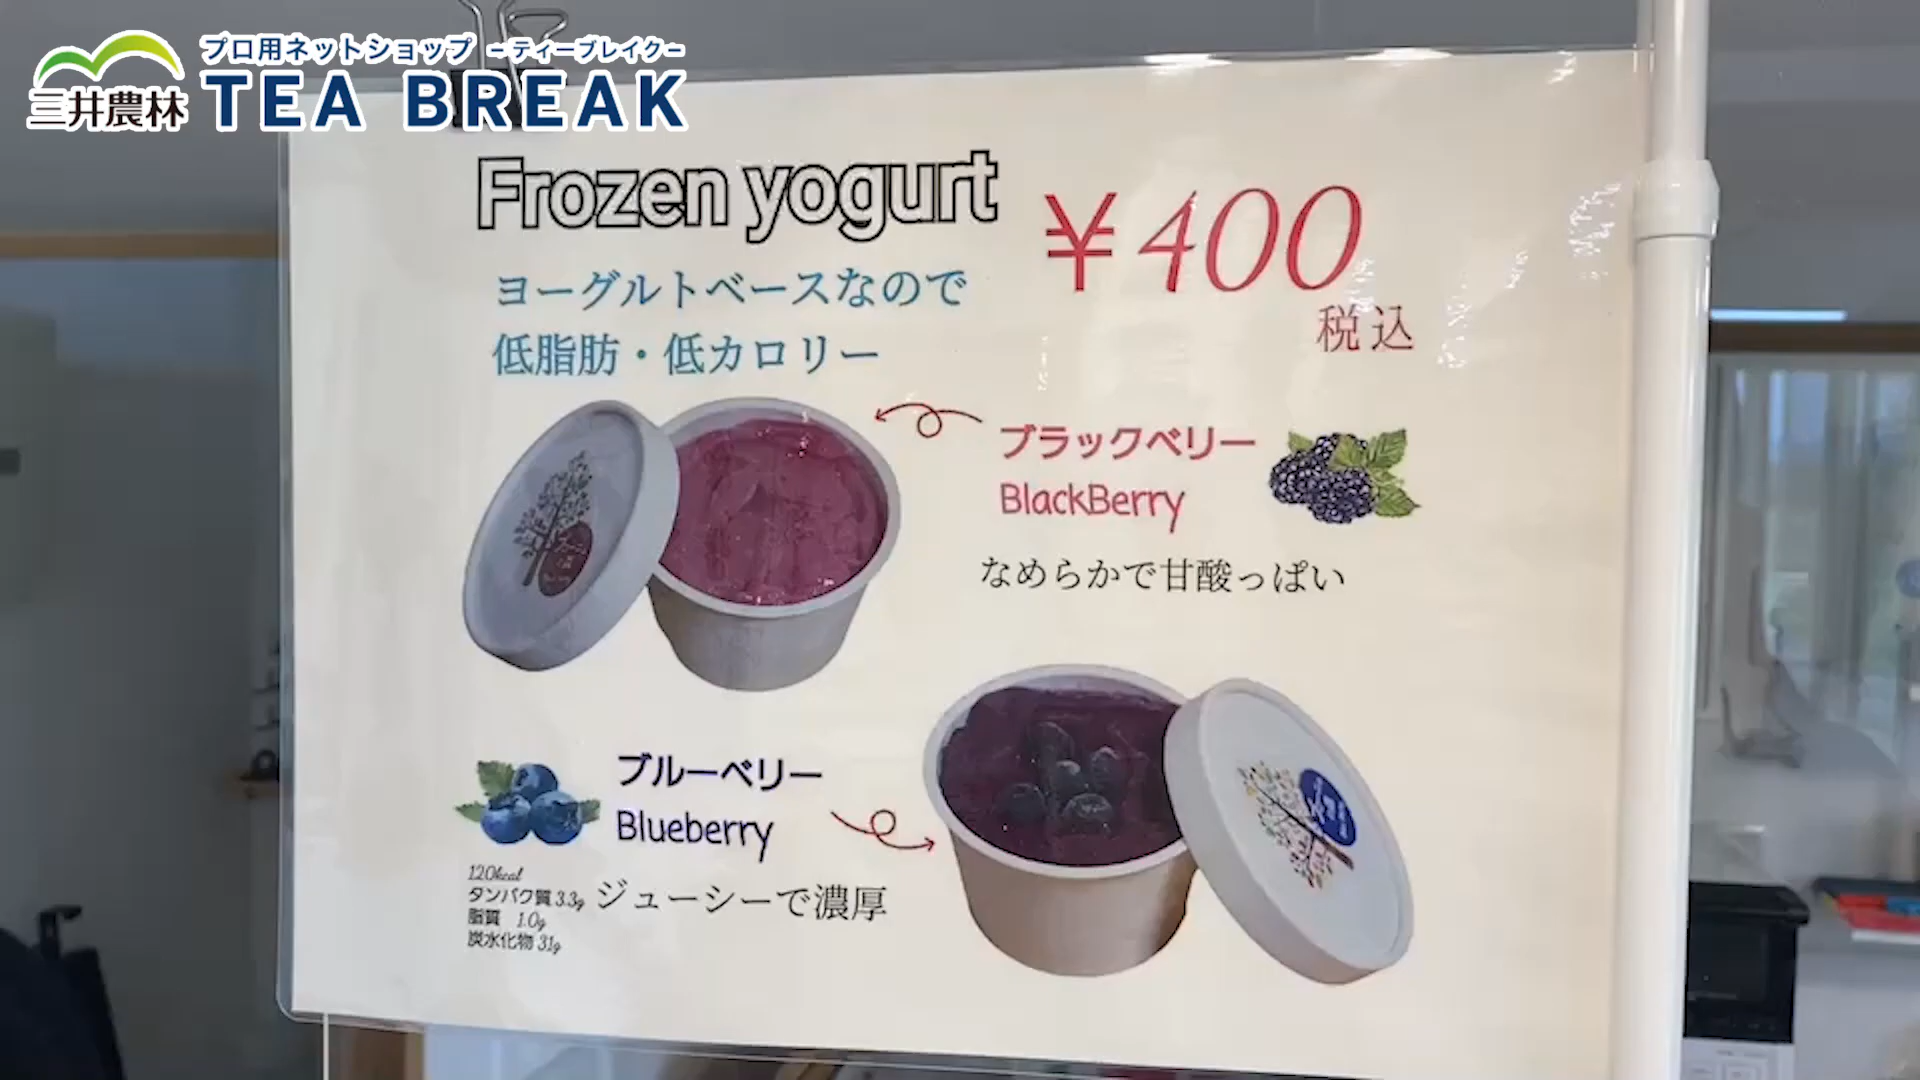 プロ用ネットショップ －ティーブレイク－
三井農林 TEA BREAK
Frozen yogurt
¥400
税込
ヨーグルトベースなので
低脂肪・低カロリー
ブラックベリー
BlackBerry
なめらかで甘酸っぱい
ブルーベリー
Blueberry
ジューシーで濃厚
120kcal
タンパク質 3.3g
脂質 1.0g
炭水化物 31g